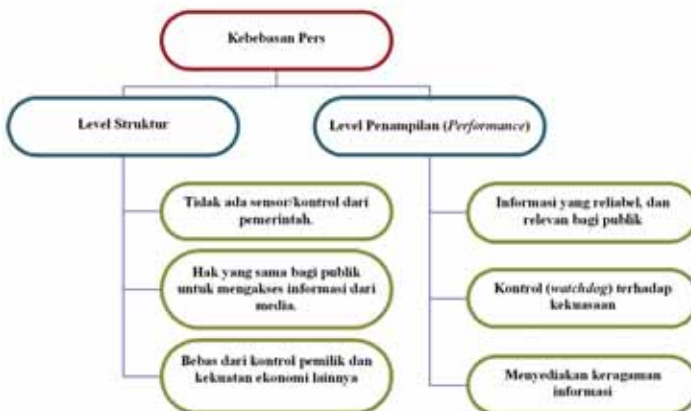 Kebebasan Pers
Level Struktur
Tidak ada sensor/kontrol dari
pemerintah.
Hak yang sama bagi publik
untuk mengakses informasi dari
media.
Bebas dari kontrol pemilik dan
kekuatan ekonomi lainnya
Level Penampilan (Performance)
Informasi yang reliabel, dan
relevan bagi publik
Kontrol (watchdog) terhadap
kekuasaan
Menyediakan keragaman
informasi